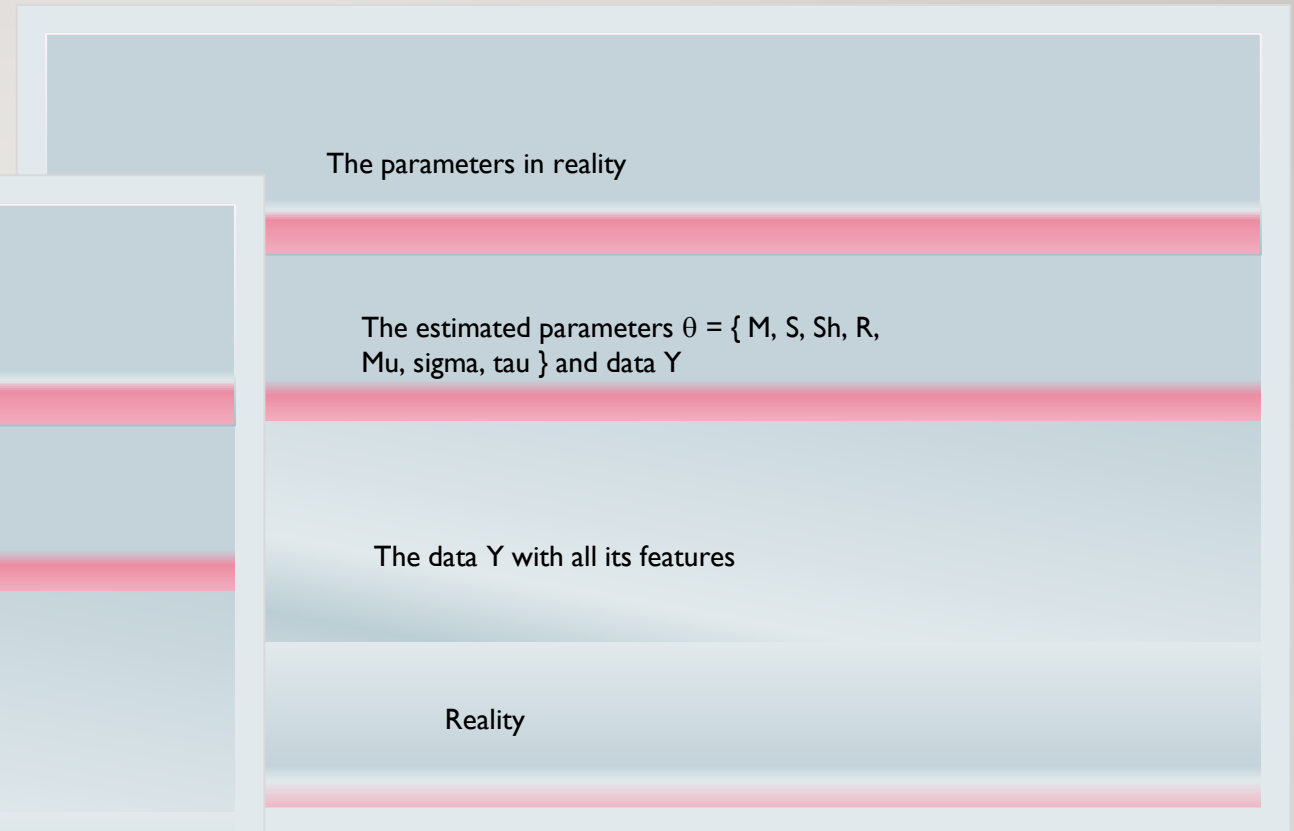 The parameters in reality
The estimated parameters θ = { M, S, Sh, R,
Mu, sigma, tau } and data Y
The data Y with all its features
Reality